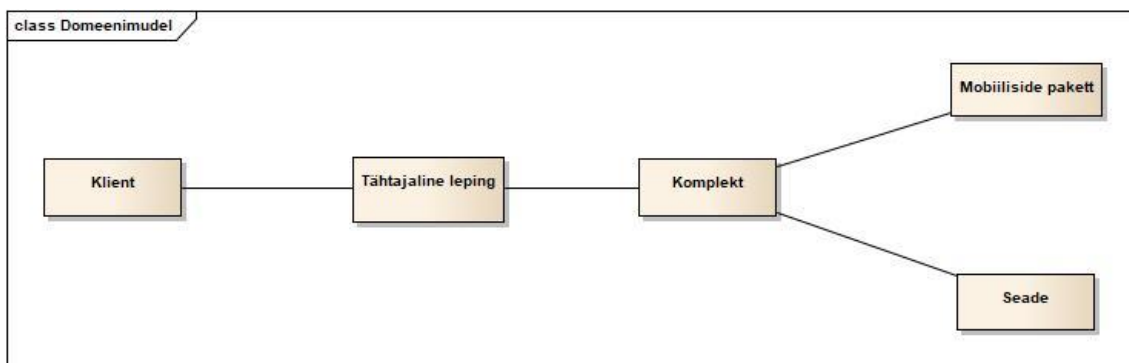 class Domeenimudel
Mobiiliside pakett
Klient
Tähtajaline leping
Komplekt
Seade